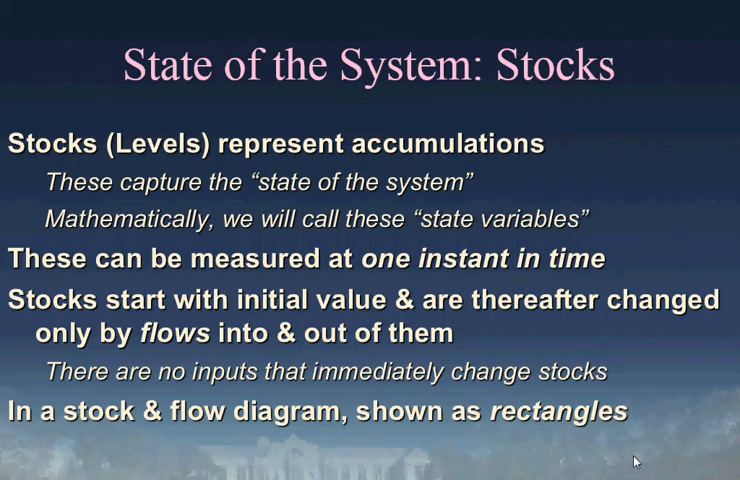 State of the System: Stocks
Stocks (Levels) represent accumulations
These capture the “state of the system”
Mathematically, we will call these “state variables”
These can be measured at one instant in time
Stocks start with initial value & are thereafter changed
only by flows into & out of them
There are no inputs that immediately change stocks
In a stock & flow diagram, shown as rectangles